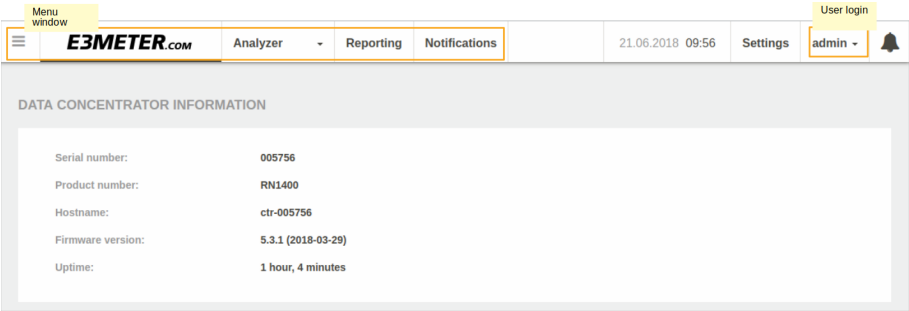 Menu
window
User login
E3METER.COM Analyzer Reporting Notifications 21.06.2018 09:56 Settings admin
DATA CONCENTRATOR INFORMATION
Serial number: 005756
Product number: RN1400
Hostname: ctr-005756
Firmware version: 5.3.1 (2018-03-29)
Uptime: 1 hour, 4 minutes